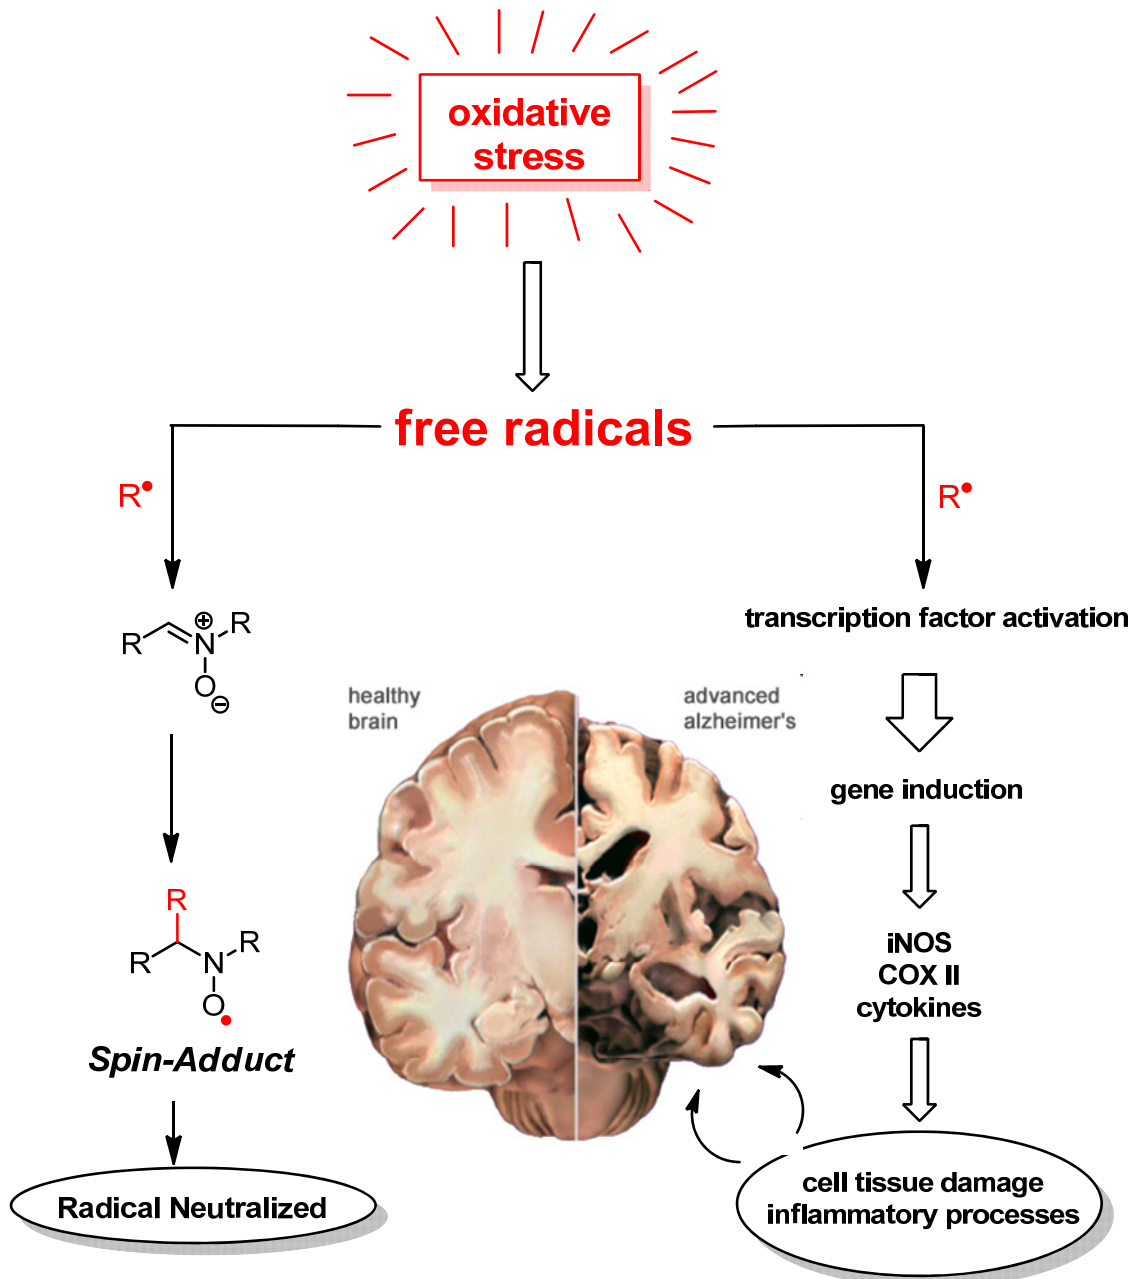 oxidative
stress
free radicals
R•
R•
R
N
⊕
R
O
⊖
transcription factor activation
healthy
brain
advanced
alzheimer's
gene induction
R
R
N
R
O•
iNOS
COX II
cytokines
Spin-Adduct
Radical Neutralized
cell tissue damage
inflammatory processes